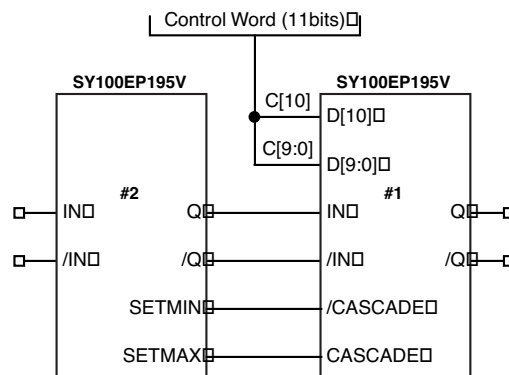 Control Word (11bits)
SY100EP195V
SY100EP195V
C[10]
D[10]
C[9:0]
D[9:0]
#2
#1
IN
Q
IN
Q
/IN
/Q
/IN
/Q
SETMIN
/CASCADE
SETMAX
CASCADE